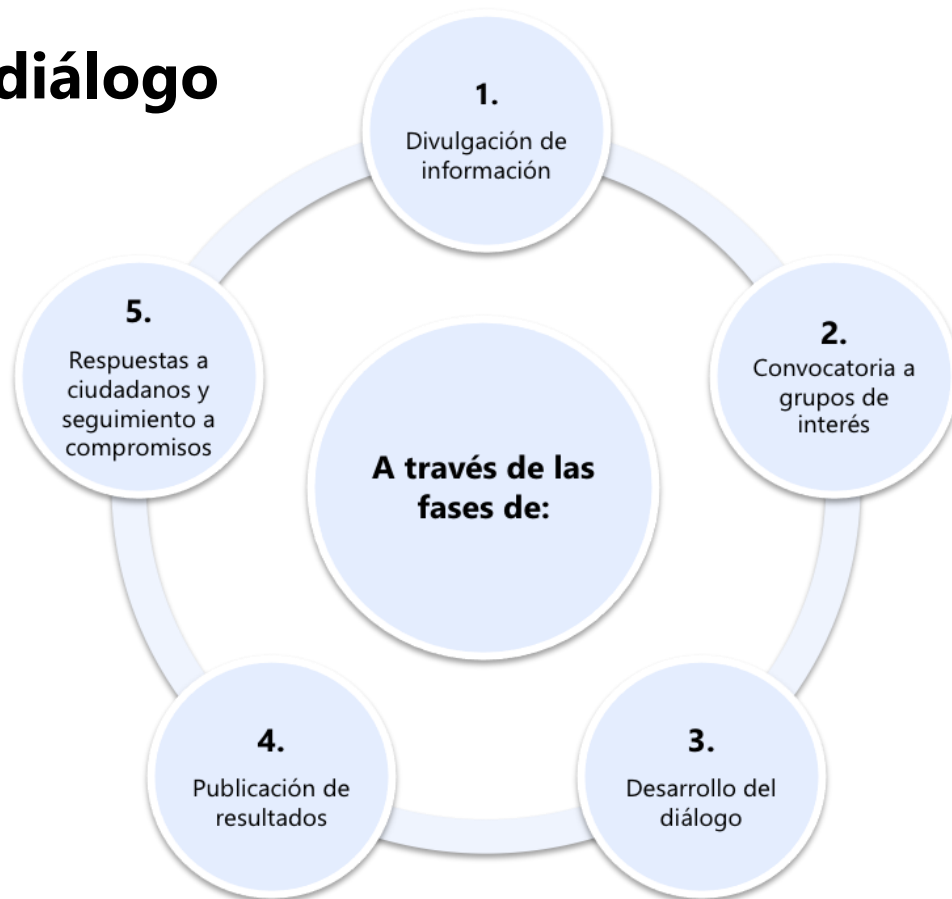 diálogo
1.
Divulgación de
información
2.
Convocatoria a
grupos de
interés
3.
Desarrollo del
diálogo
4.
Publicación de
resultados
5.
Respuestas a
ciudadanos y
seguimiento a
compromisos
A través de las
fases de: